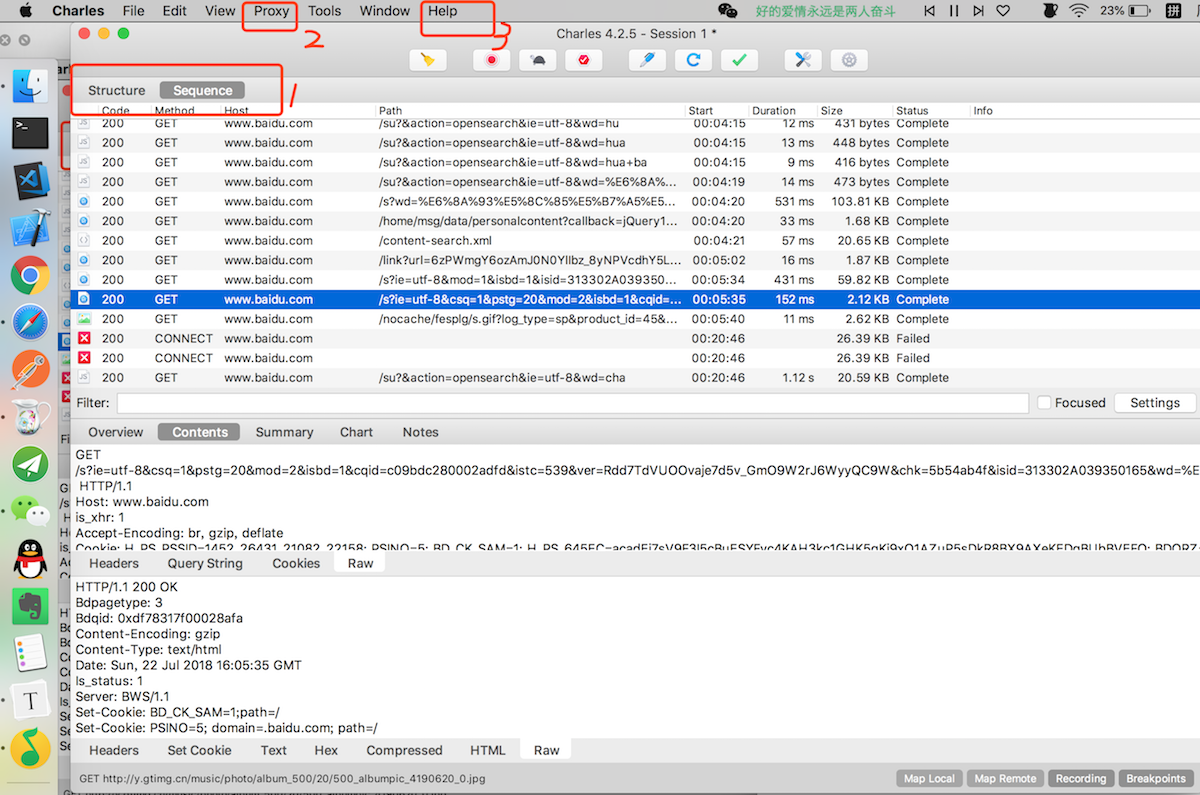 Charles File Edit View Proxy Tools Window Help 好的爱情永远是两人奋斗 23% 拼
2 3
Charles 4.2.5 - Session 1 *
Structure Sequence 1
Code Method Host Path Start Duration Size Status Info
200 GET www.baidu.com /su?&action=opensearch&ie=utf-8&wd=hu 00:04:15 12 ms 431 bytes Complete
200 GET www.baidu.com /su?&action=opensearch&ie=utf-8&wd=hua 00:04:15 13 ms 448 bytes Complete
200 GET www.baidu.com /su?&action=opensearch&ie=utf-8&wd=hua+ba 00:04:15 9 ms 416 bytes Complete
200 GET www.baidu.com /su?&action=opensearch&ie=utf-8&wd=%E6%8A%... 00:04:19 14 ms 473 bytes Complete
200 GET www.baidu.com /s?wd=%E6%8A%93%E5%8C%85%E5%B7%A5%E5... 00:04:20 531 ms 103.81 KB Complete
200 GET www.baidu.com /home/msg/data/personalcontent?callback=jQuery1... 00:04:20 33 ms 1.68 KB Complete
200 GET www.baidu.com /content-search.xml 00:04:21 57 ms 20.65 KB Complete
200 GET www.baidu.com /link?url=6zPWmgY6ozAmJ0N0YIlbz_8yNPVcdhY5L... 00:05:02 16 ms 1.87 KB Complete
200 GET www.baidu.com /s?ie=utf-8&mod=1&isbd=1&isid=313302A039350... 00:05:34 431 ms 59.82 KB Complete
200 GET www.baidu.com /s?ie=utf-8&csq=1&pstg=20&mod=2&isbd=1&cqid=... 00:05:35 152 ms 2.12 KB Complete
200 GET www.baidu.com /nocache/fesplg/s.gif?log_type=sp&product_id=45&... 00:05:40 11 ms 2.62 KB Complete
200 CONNECT www.baidu.com 00:20:46 26.39 KB Failed
200 CONNECT www.baidu.com 00:20:46 26.39 KB Failed
200 GET www.baidu.com /su?&action=opensearch&ie=utf-8&wd=cha 00:20:46 1.12 s 20.59 KB Complete
Filter: Focused Settings
Overview Contents Summary Chart Notes
GET
/s?ie=utf-8&csq=1&pstg=20&mod=2&isbd=1&cqid=c09bdc280002adfd&istc=539&ver=Rdd7TdVUOOvaje7d5v_GmO9W2rJ6WyyQC9W&chk=5b54ab4f&isid=313302A039350165&wd=%E
HTTP/1.1
Host: www.baidu.com
is_xhr: 1
Accept-Encoding: br, gzip, deflate
Headers Query String Cookies Raw
HTTP/1.1 200 OK
Bdpagetype: 3
Bdqid: 0xdf78317f00028afa
Content-Encoding: gzip
Content-Type: text/html
Date: Sun, 22 Jul 2018 16:05:35 GMT
Is_status: 1
Server: BWS/1.1
Set-Cookie: BD_CK_SAM=1;path=/
Set-Cookie: PSINO=5; domain=.baidu.com; path=/
Headers Set Cookie Text Hex Compressed HTML Raw
GET http://y.gtimg.cn/music/photo/album_500/20/500_albumpic_4190620_0.jpg Map Local Map Remote Recording Breakpoints